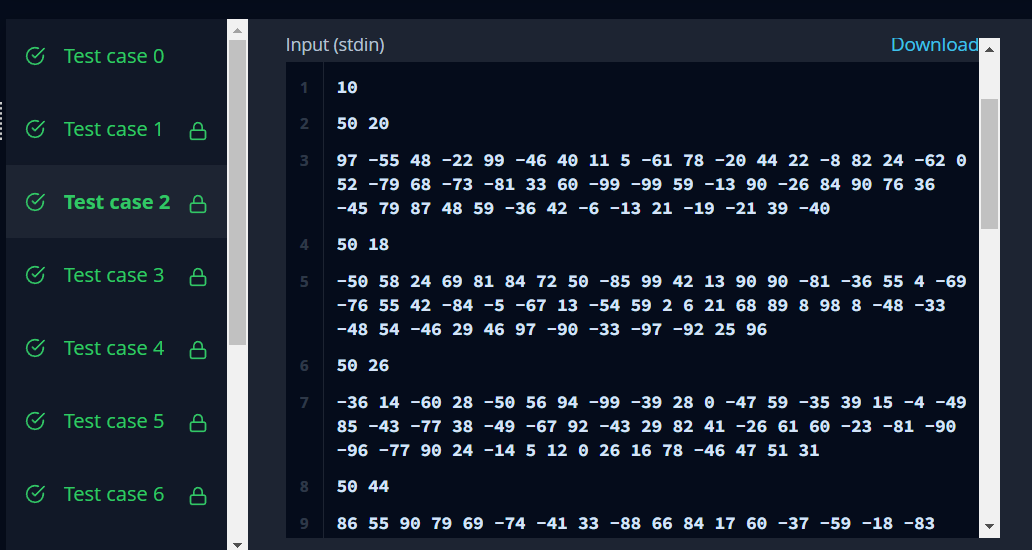 Test case 0
Test case 1
Test case 2
Test case 3
Test case 4
Test case 5
Test case 6
Input (stdin)
Download
1 10
2 50 20
3 97 -55 48 -22 99 -46 40 11 5 -61 78 -20 44 22 -8 82 24 -62 0
52 -79 68 -73 -81 33 60 -99 -99 59 -13 90 -26 84 90 76 36
-45 79 87 48 59 -36 42 -6 -13 21 -19 -21 39 -40
4 50 18
5 -50 58 24 69 81 84 72 50 -85 99 42 13 90 90 -81 -36 55 4 -69
-76 55 42 -84 -5 -67 13 -54 59 2 6 21 68 89 8 98 8 -48 -33
-48 54 -46 29 46 97 -90 -33 -97 -92 25 96
6 50 26
7 -36 14 -60 28 -50 56 94 -99 -39 28 0 -47 59 -35 39 15 -4 -49
85 -43 -77 38 -49 -67 92 -43 29 82 41 -26 61 60 -23 -81 -90
-96 -77 90 24 -14 5 12 0 26 16 78 -46 47 51 31
8 50 44
9 86 55 90 79 69 -74 -41 33 -88 66 84 17 60 -37 -59 -18 -83